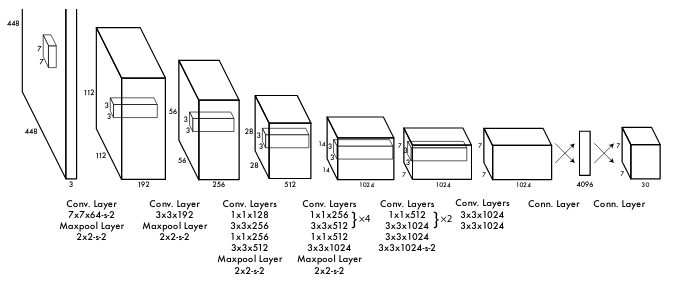 448
7
7
448
3
112
3
3
112
192
56
3
3
56
256
28
3
3
28
512
14
3
3
14
1024
7
3
3
7
1024
7
7
1024
4096
7
7
30
Conv. Layer
7x7x64-s-2
Maxpool Layer
2x2-s-2
Conv. Layer
3x3x192
Maxpool Layer
2x2-s-2
Conv. Layers
1x1x128
3x3x256
1x1x256
3x3x512
Maxpool Layer
2x2-s-2
Conv. Layers
1x1x256
3x3x512
}×4
1x1x512
3x3x1024
Maxpool Layer
2x2-s-2
Conv. Layers
1x1x512
3x3x1024
}×2
3x3x1024
3x3x1024-s-2
Conv. Layers
3x3x1024
3x3x1024
Conn. Layer
Conn. Layer